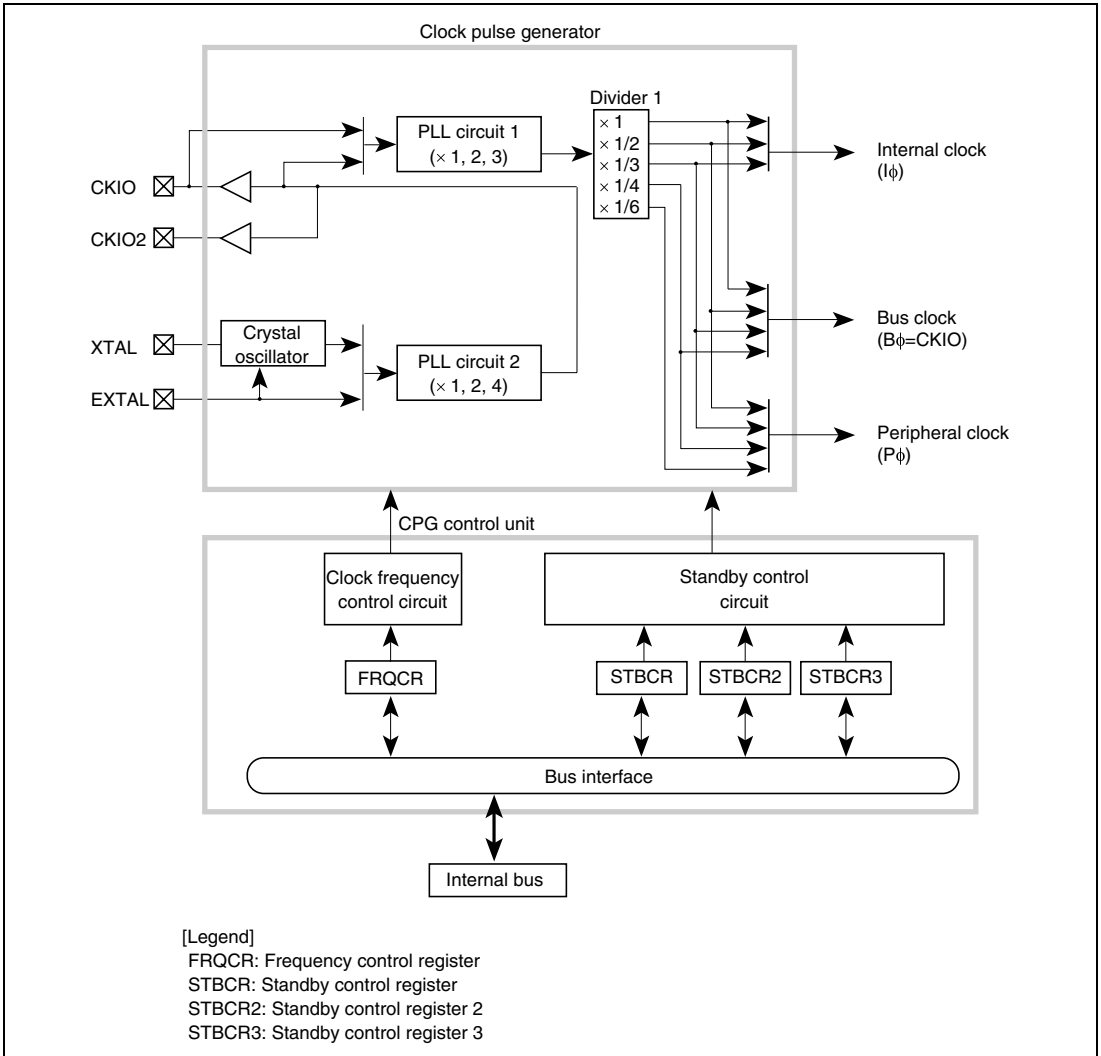 Clock pulse generator
Divider 1
× 1
× 1/2
× 1/3
× 1/4
× 1/6
PLL circuit 1
(× 1, 2, 3)
Internal clock
(Iϕ)
CKIO
CKIO2
Bus clock
(Bϕ=CKIO)
XTAL
Crystal
oscillator
PLL circuit 2
(× 1, 2, 4)
EXTAL
Peripheral clock
(Pϕ)
CPG control unit
Clock frequency
control circuit
Standby control
circuit
FRQCR
STBCR
STBCR2
STBCR3
Bus interface
Internal bus
[Legend]
FRQCR: Frequency control register
STBCR: Standby control register
STBCR2: Standby control register 2
STBCR3: Standby control register 3